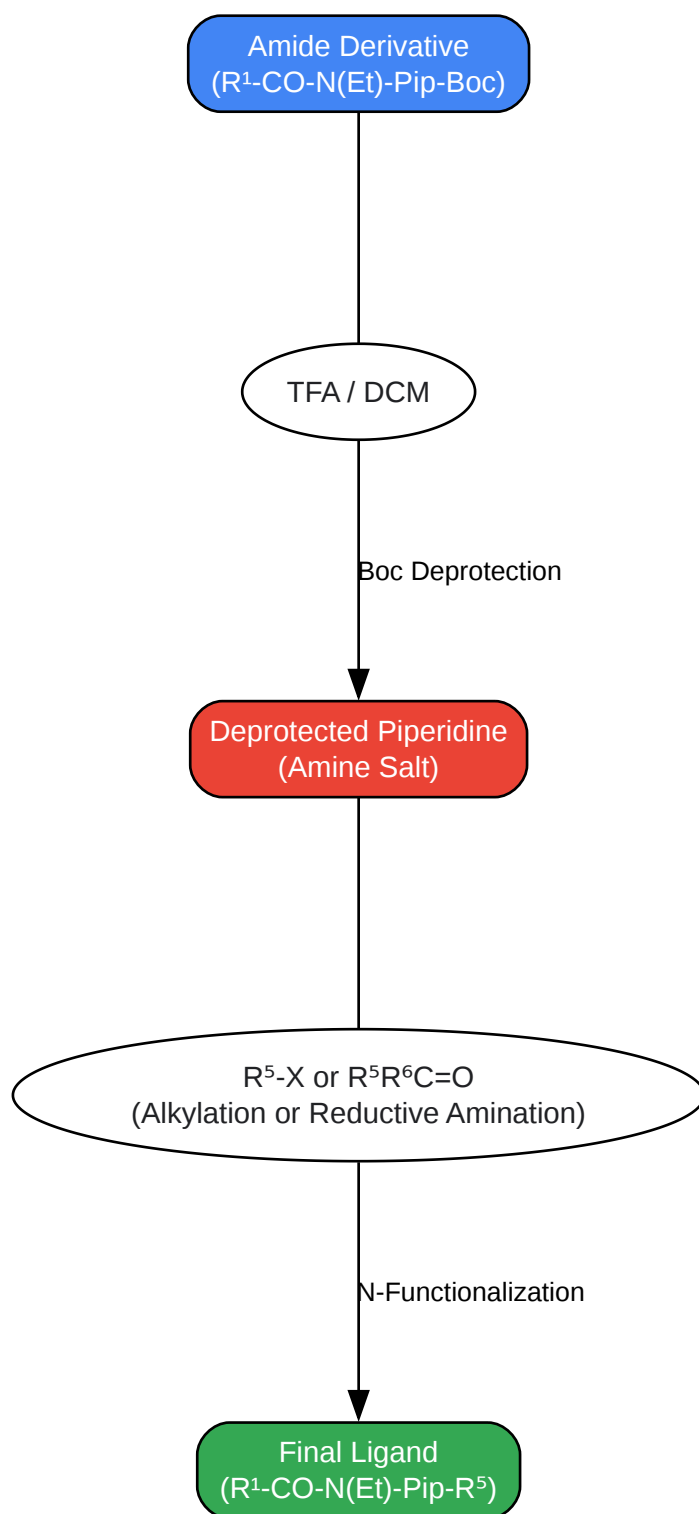 Amide Derivative
(R¹-CO-N(Et)-Pip-Boc)
TFA / DCM
Boc Deprotection
Deprotected Piperidine
(Amine Salt)
R⁵-X or R⁵R⁶C=O
(Alkylation or Reductive Amination)
N-Functionalization
Final Ligand
(R¹-CO-N(Et)-Pip-R⁵)